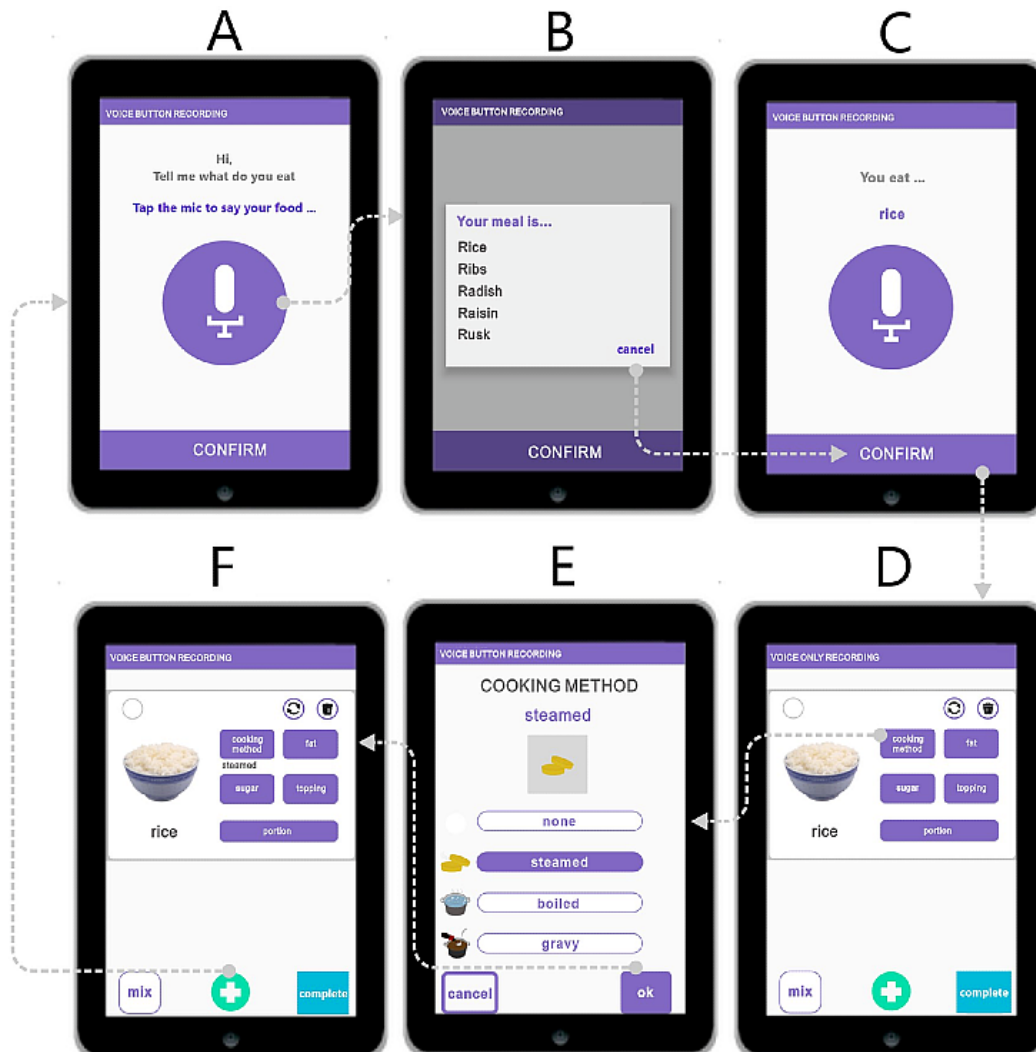 A
VOICE BUTTON RECORDING
Hi,
Tell me what do you eat
Tap the mic to say your food ...
CONFIRM
B
VOICE BUTTON RECORDING
Your meal is...
Rice
Ribs
Radish
Raisin
Rusk
cancel
CONFIRM
C
VOICE BUTTON RECORDING
You eat ...
rice
CONFIRM
F
VOICE BUTTON RECORDING
cooking
method
fat
steamed
sugar
topping
rice
portion
mix
complete
E
VOICE BUTTON RECORDING
COOKING METHOD
steamed
none
steamed
boiled
gravy
cancel
ok
D
VOICE ONLY RECORDING
cooking
method
fat
sugar
topping
rice
portion
mix
complete